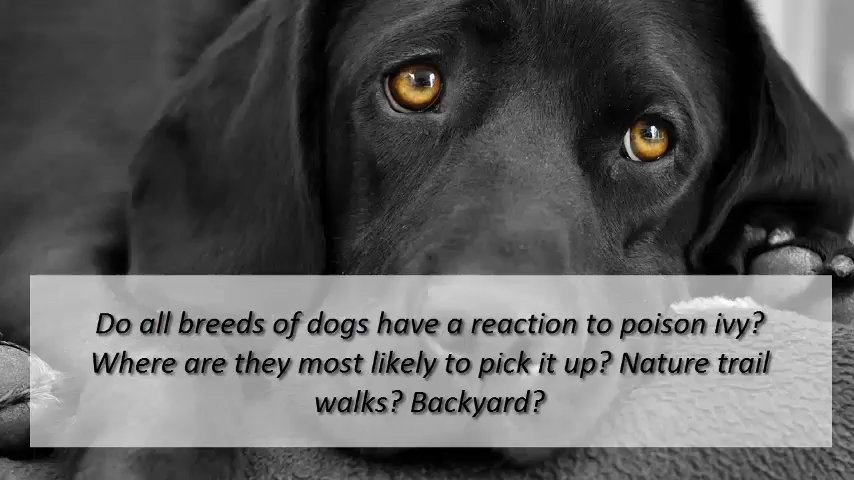 Do all breeds of dogs have a reaction to poison ivy?
Where are they most likely to pick it up? Nature trail
walks? Backyard?